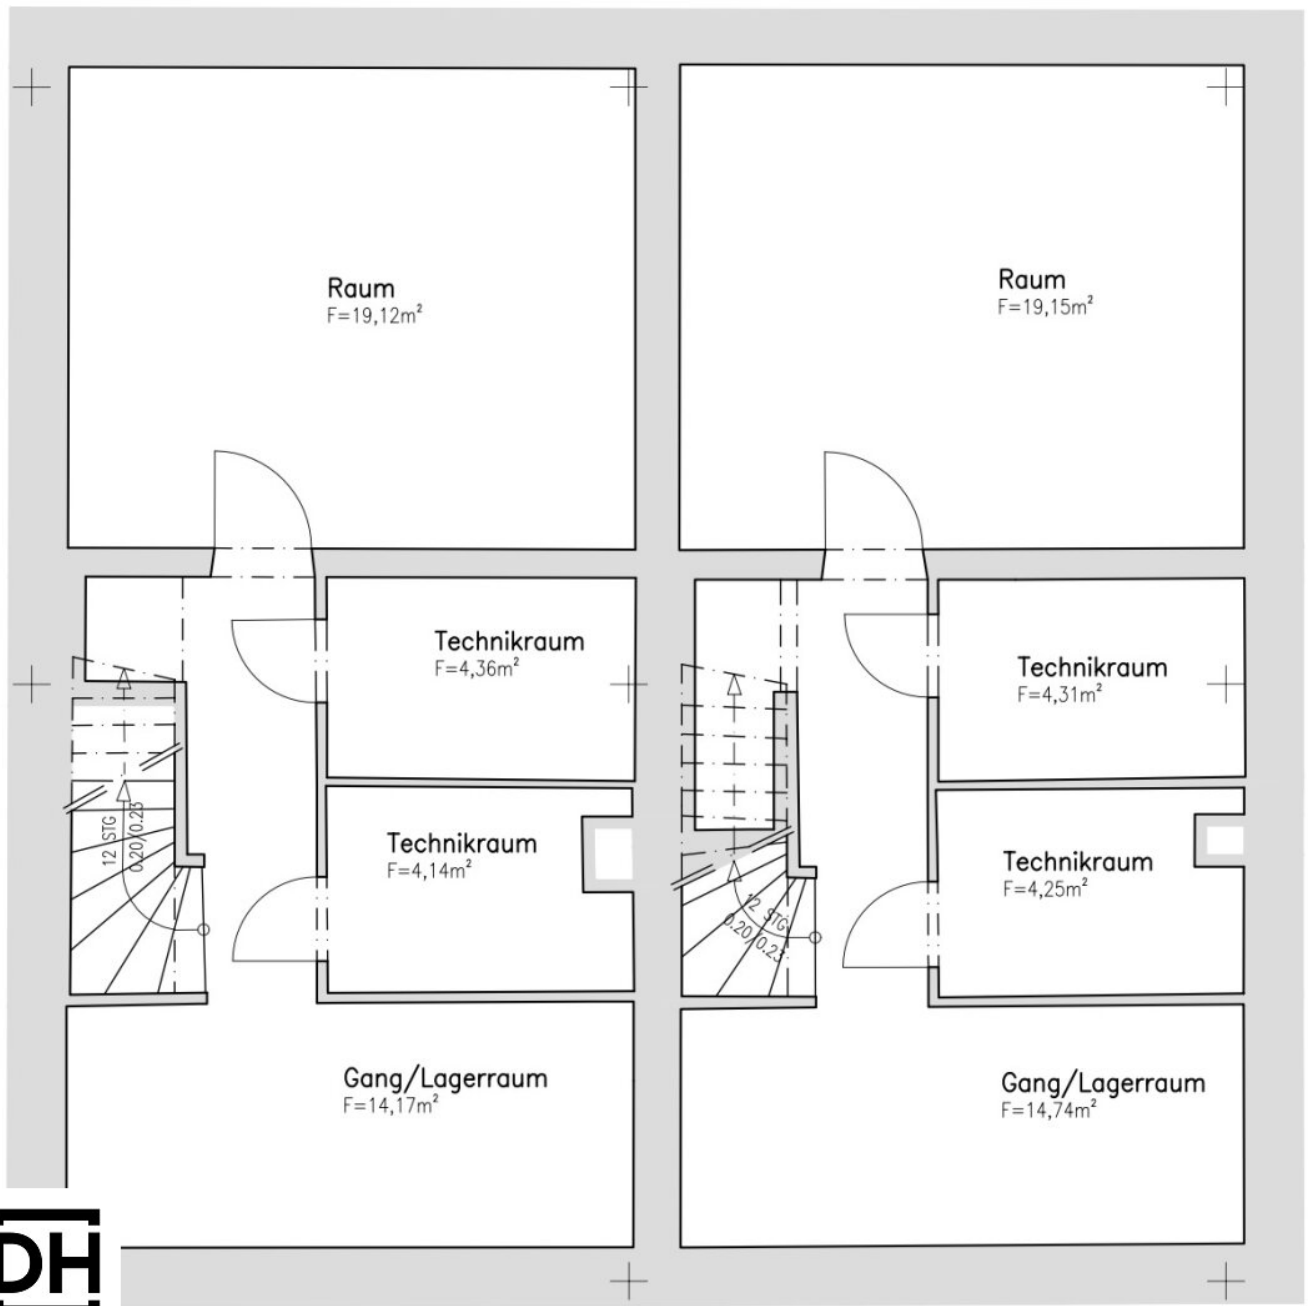 Raum
F=19,12m²
Raum
F=19,15m²
Technikraum
F=4,36m²
Technikraum
F=4,31m²
12 STG
0.20/0.23
Technikraum
F=4,14m²
Technikraum
F=4,25m²
12 STG
0.20/0.23
Gang/Lagerraum
F=14,17m²
Gang/Lagerraum
F=14,74m²
DH